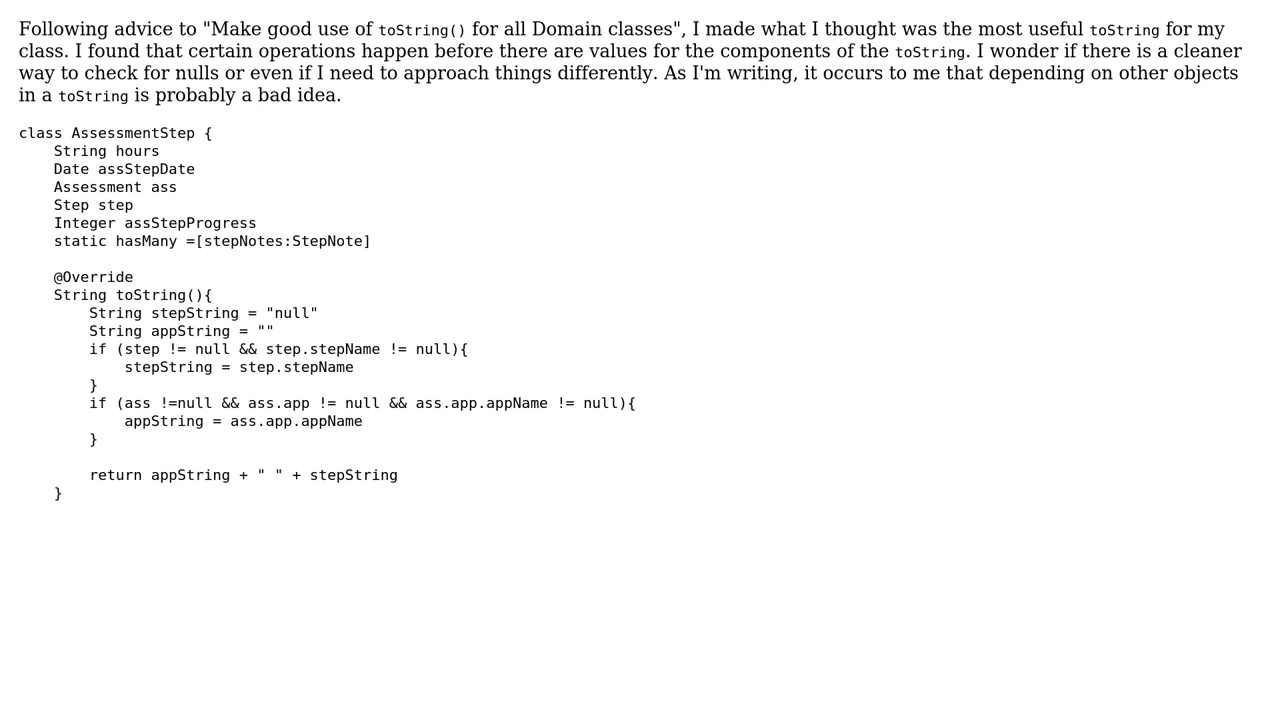 Following advice to "Make good use of toString() for all Domain classes", I made what I thought was the most useful toString for my
class. I found that certain operations happen before there are values for the components of the toString. I wonder if there is a cleaner
way to check for nulls or even if I need to approach things differently. As I'm writing, it occurs to me that depending on other objects
in a toString is probably a bad idea.
class AssessmentStep {
    String hours
    Date assStepDate
    Assessment ass
    Step step
    Integer assStepProgress
    static hasMany =[stepNotes:StepNote]

    @Override
    String toString(){
        String stepString = "null"
        String appString = ""
        if (step != null && step.stepName != null){
            stepString = step.stepName
        }
        if (ass !=null && ass.app != null && ass.app.appName != null){
            appString = ass.app.appName
        }

        return appString + " " + stepString
    }